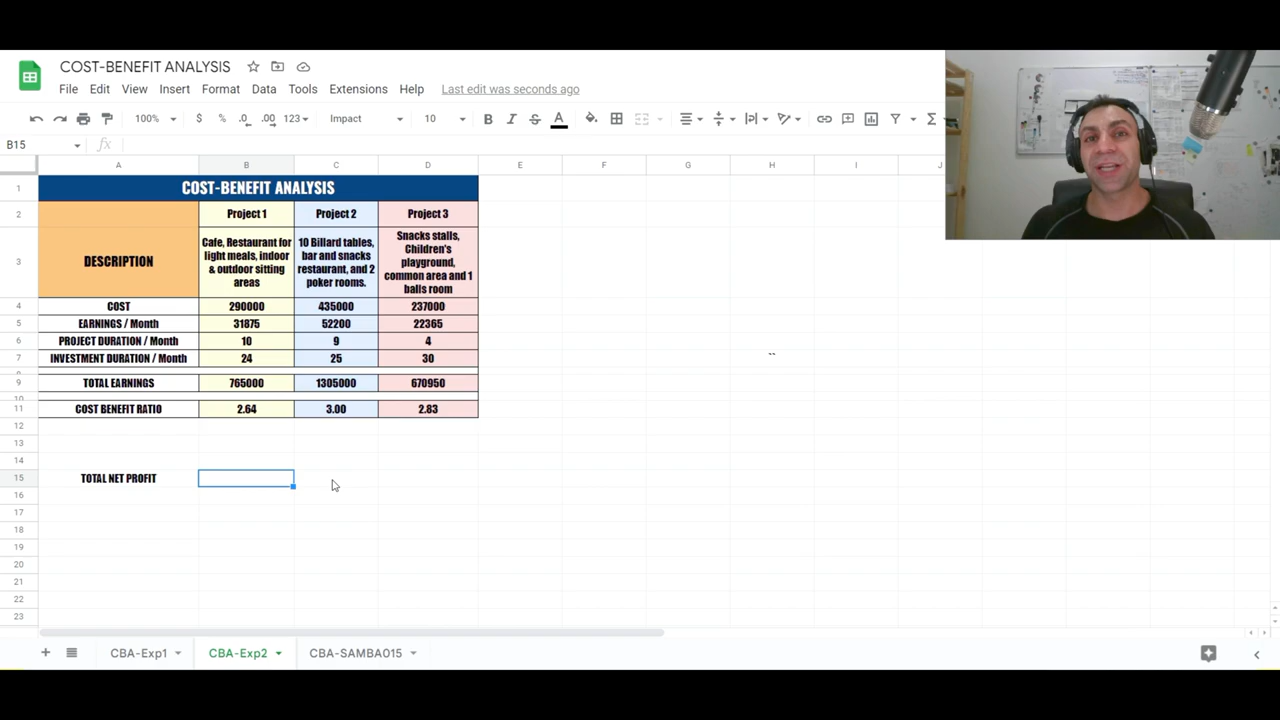 COST-BENEFIT ANALYSIS
File Edit View Insert Format Data Tools Extensions Help Last edit was seconds ago
100% $ % .0 .00 123 Impact 10 B I S A Σ
B15 fx
A B C D E F G H I J
1 COST-BENEFIT ANALYSIS
2 Project 1 Project 2 Project 3
3 DESCRIPTION
Cafe, Restaurant for
light meals, indoor
& outdoor sitting
areas
10 Billard tables,
bar and snacks
restaurant, and 2
poker rooms.
Snacks stalls,
Children's
playground,
common area and 1
balls room
4 COST 290000 435000 237000
5 EARNINGS / Month 31875 52200 22365
6 PROJECT DURATION / Month 10 9 4
7 INVESTMENT DURATION / Month 24 25 30
8
9 TOTAL EARNINGS 765000 1305000 670950
10
11 COST BENEFIT RATIO 2.64 3.00 2.83
12
13
14
15 TOTAL NET PROFIT
16
17
18
19
20
21
22
23
CBA-Exp1 CBA-Exp2 CBA-SAMBA015